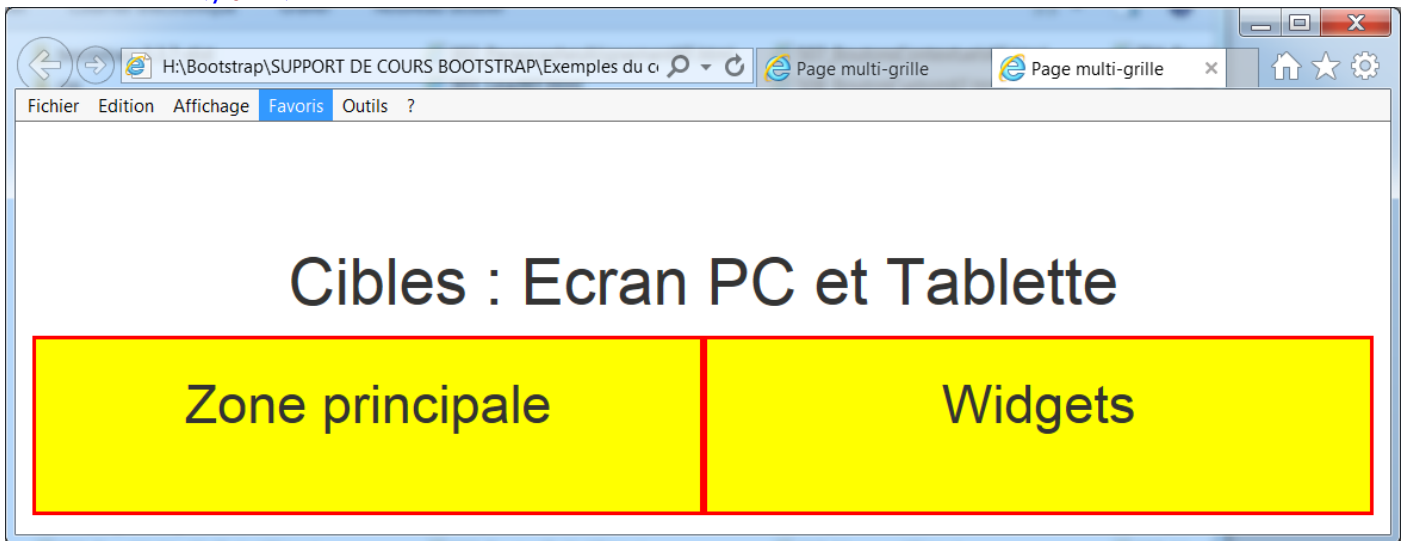 H:\Bootstrap\SUPPORT DE COURS BOOTSTRAP\Exemples du c
Page multi-grille
Page multi-grille
Fichier Edition Affichage Favoris Outils ?
Cibles : Ecran PC et Tablette
Zone principale
Widgets